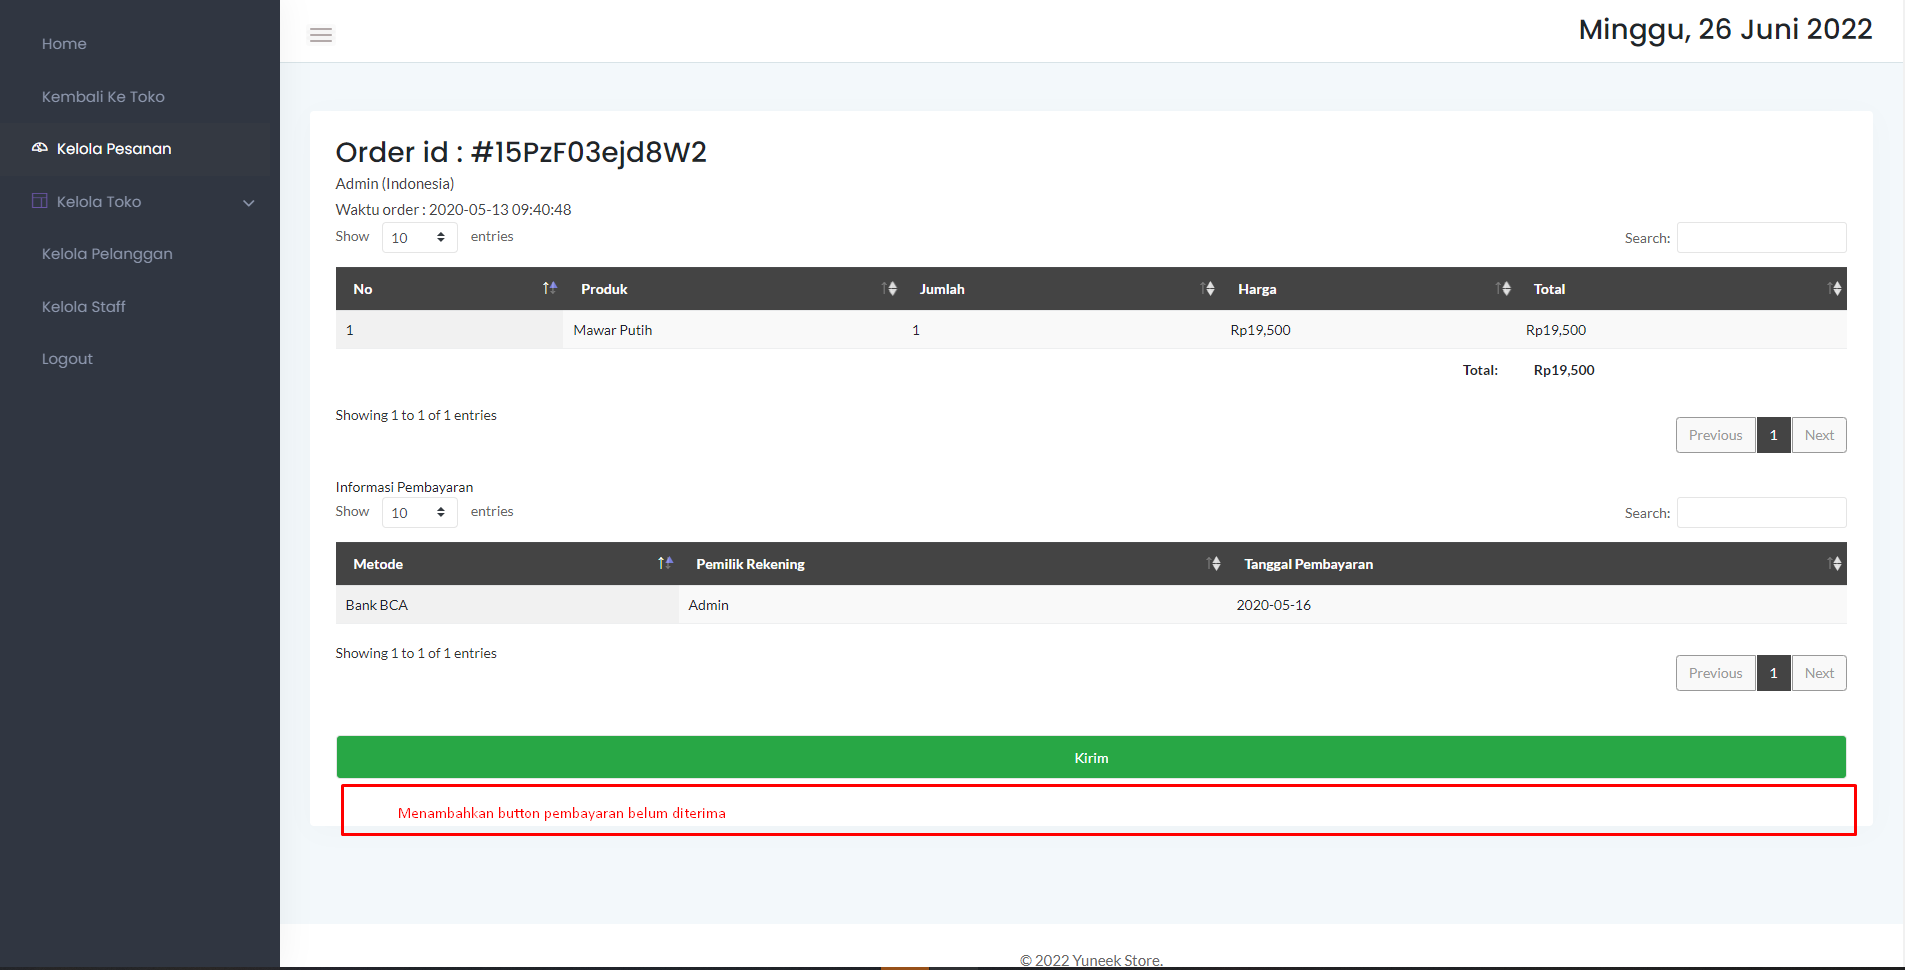 Home
Kembali Ke Toko
Kelola Pesanan
Kelola Toko
Kelola Pelanggan
Kelola Staff
Logout
Minggu, 26 Juni 2022
Order id : #15PzF03ejd8W2
Admin (Indonesia)
Waktu order : 2020-05-13 09:40:48
Show 10 entries Search:
No Produk Jumlah Harga Total
1 Mawar Putih 1 Rp19,500 Rp19,500
Total: Rp19,500
Showing 1 to 1 of 1 entries
Previous 1 Next
Informasi Pembayaran
Show 10 entries Search:
Metode Pemilik Rekening Tanggal Pembayaran
Bank BCA Admin 2020-05-16
Showing 1 to 1 of 1 entries
Previous 1 Next
Kirim
Menambahkan button pembayaran belum diterima
© 2022 Yuneek Store.